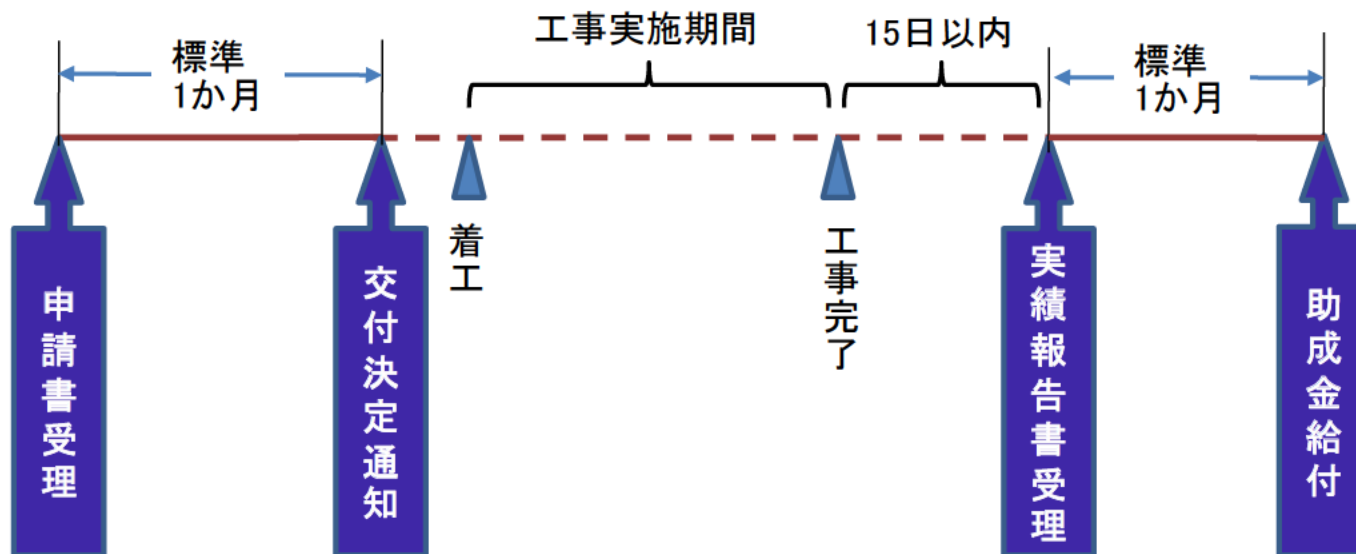 標準
1か月
工事実施期間
15日以内
標準
1か月
申請書受理
交付決定通知
着工
工事完了
実績報告書受理
助成金給付